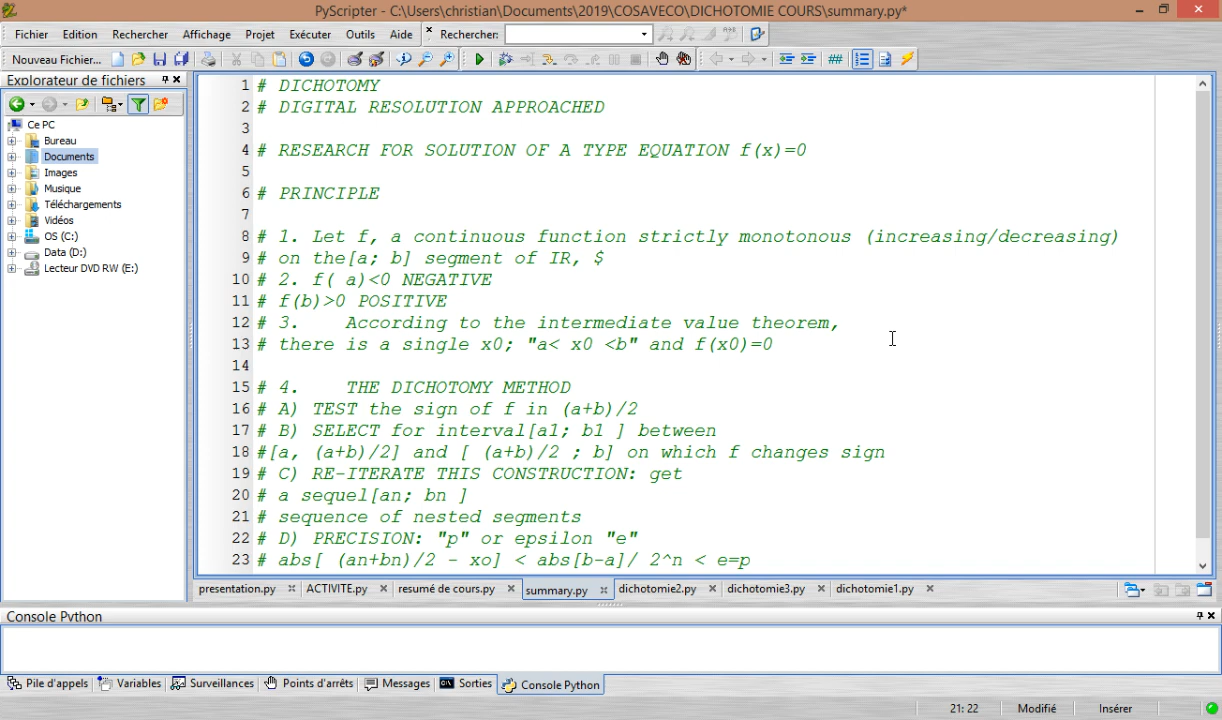 PyScripter - C:\Users\christian\Documents\2019\COSAVECO\DICHOTOMIE COURS\summary.py*
Fichier Edition Rechercher Affichage Projet Exécuter Outils Aide Rechercher:
Nouveau Fichier...
Explorateur de fichiers
Ce PC
Bureau
Documents
Images
Musique
Téléchargements
Vidéos
OS (C:)
Data (D:)
Lecteur DVD RW (E:)
1 # DICHOTOMY
2 # DIGITAL RESOLUTION APPROACHED
3
4 # RESEARCH FOR SOLUTION OF A TYPE EQUATION f(x)=0
5
6 # PRINCIPLE
7
8 # 1. Let f, a continuous function strictly monotonous (increasing/decreasing)
9 # on the[a; b] segment of IR, $
10 # 2. f( a)<0 NEGATIVE
11 # f(b)>0 POSITIVE
12 # 3. According to the intermediate value theorem,
13 # there is a single x0; "a< x0 <b" and f(x0)=0
14
15 # 4. THE DICHOTOMY METHOD
16 # A) TEST the sign of f in (a+b)/2
17 # B) SELECT for interval[a1; b1 ] between
18 #[a, (a+b)/2] and [ (a+b)/2 ; b] on which f changes sign
19 # C) RE-ITERATE THIS CONSTRUCTION: get
20 # a sequel[an; bn ]
21 # sequence of nested segments
22 # D) PRECISION: "p" or epsilon "e"
23 # abs[ (an+bn)/2 - xo] < abs[b-a]/ 2^n < e=p
presentation.py ACTIVITE.py resumé de cours.py summary.py dichotomie2.py dichotomie3.py dichotomie1.py
Console Python
Pile d'appels Variables Surveillances Points d'arrêts Messages Sorties Console Python
21: 22 Modifié Insérer